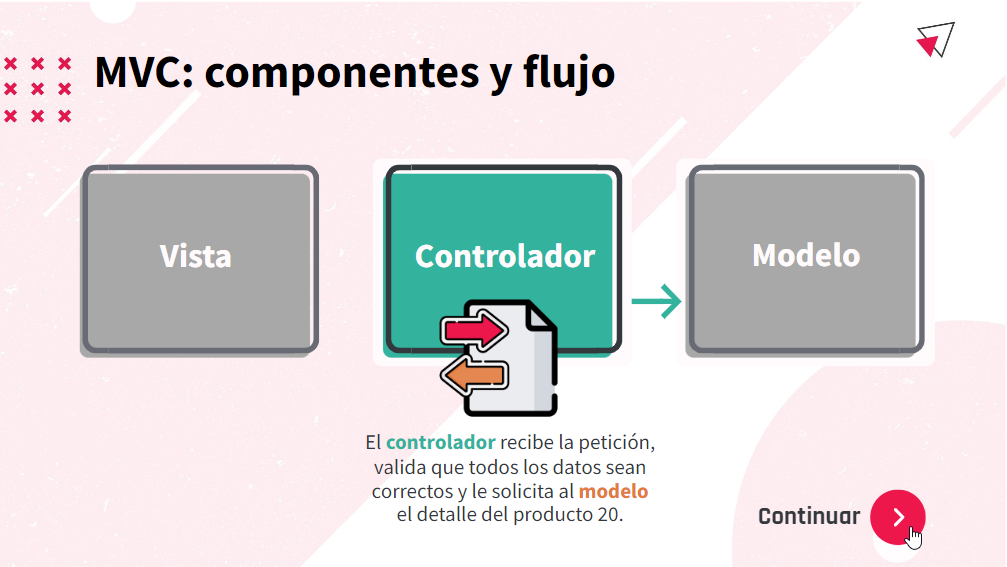 MVC: componentes y flujo
Vista
Controlador
Modelo
El controlador recibe la petición,
valida que todos los datos sean
correctos y le solicita al modelo
el detalle del producto 20.
Continuar